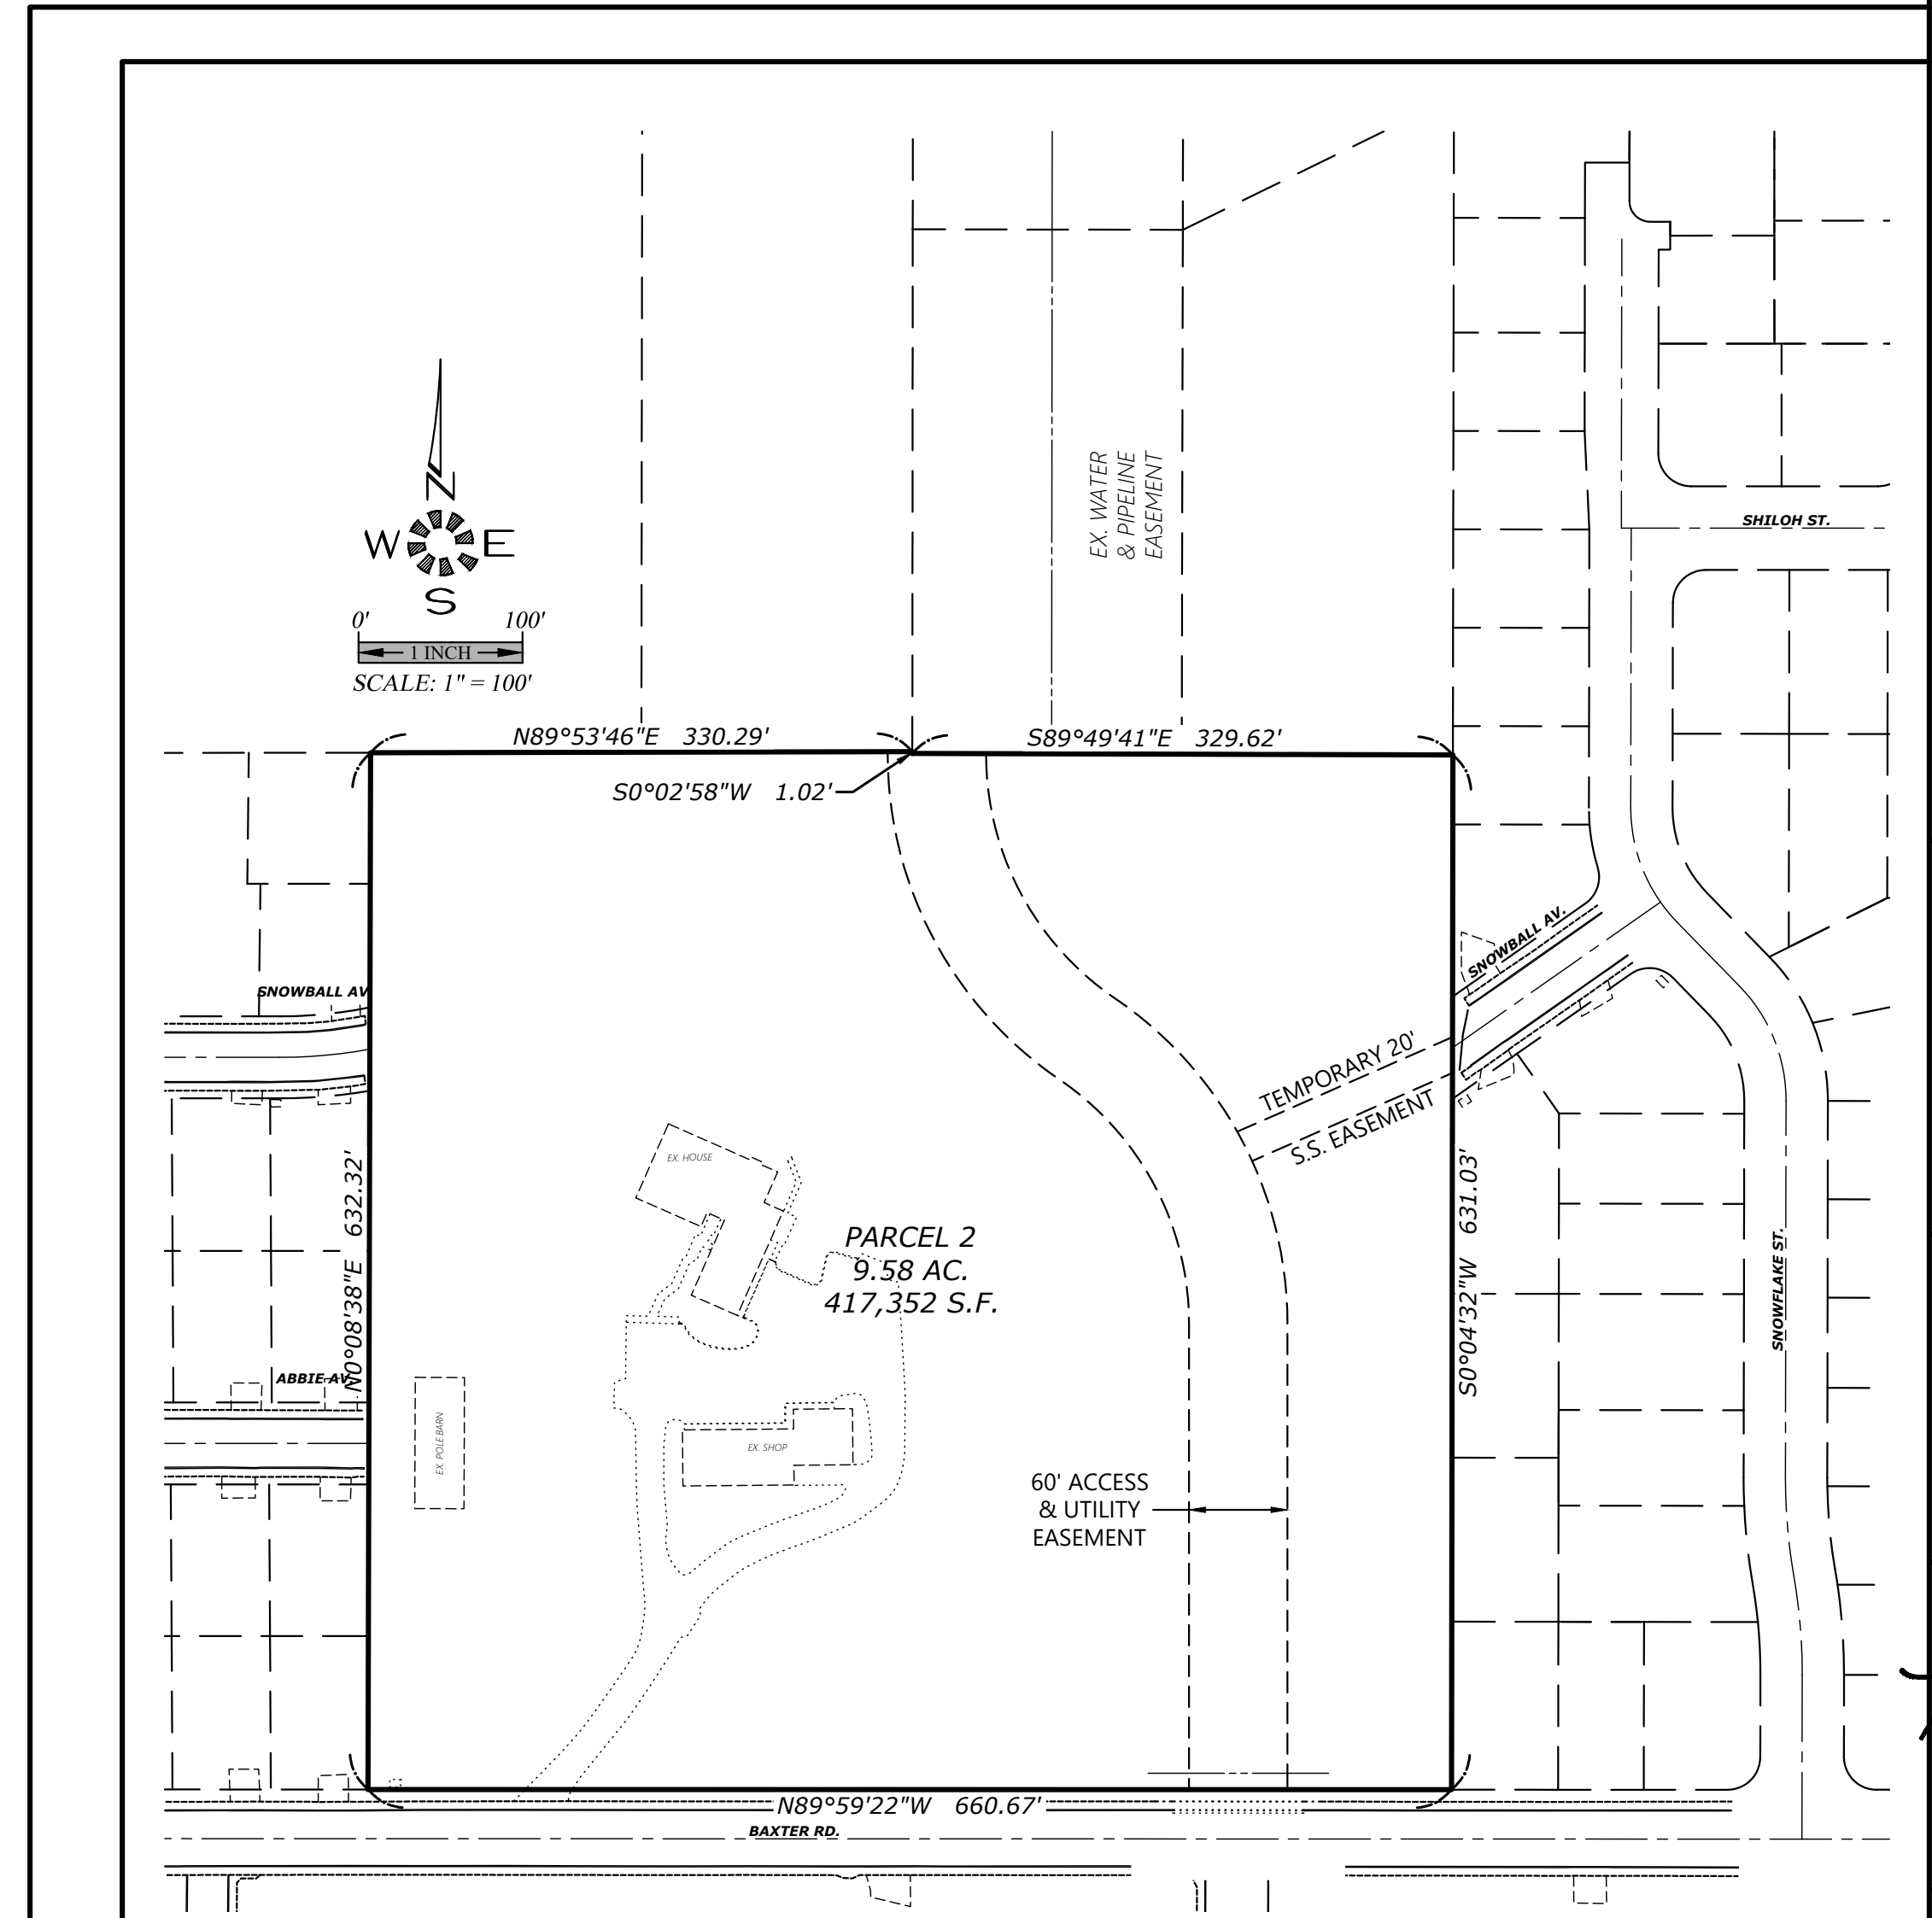 EX. WATER
& PIPELINE
EASEMENT
N
W E
S
0' 100'
1 INCH
SCALE: 1" = 100'
SHILOH ST.
N89°53'46"E 330.29'
S89°49'41"E 329.62'
S0°02'58"W 1.02'
SNOWBALL AV.
SNOWBALL AV
TEMPORARY 20'
S.S. EASEMENT
EX. HOUSE
N0°08'38"E 632.32'
S0°04'32"W 631.03'
PARCEL 2
9.58 AC.
417,352 S.F.
SNOWFLAKE ST.
ABBIE AV.
EX. POLE BARN
EX. SHOP
60' ACCESS
& UTILITY
EASEMENT
N89°59'22"W 660.67'
BAXTER RD.